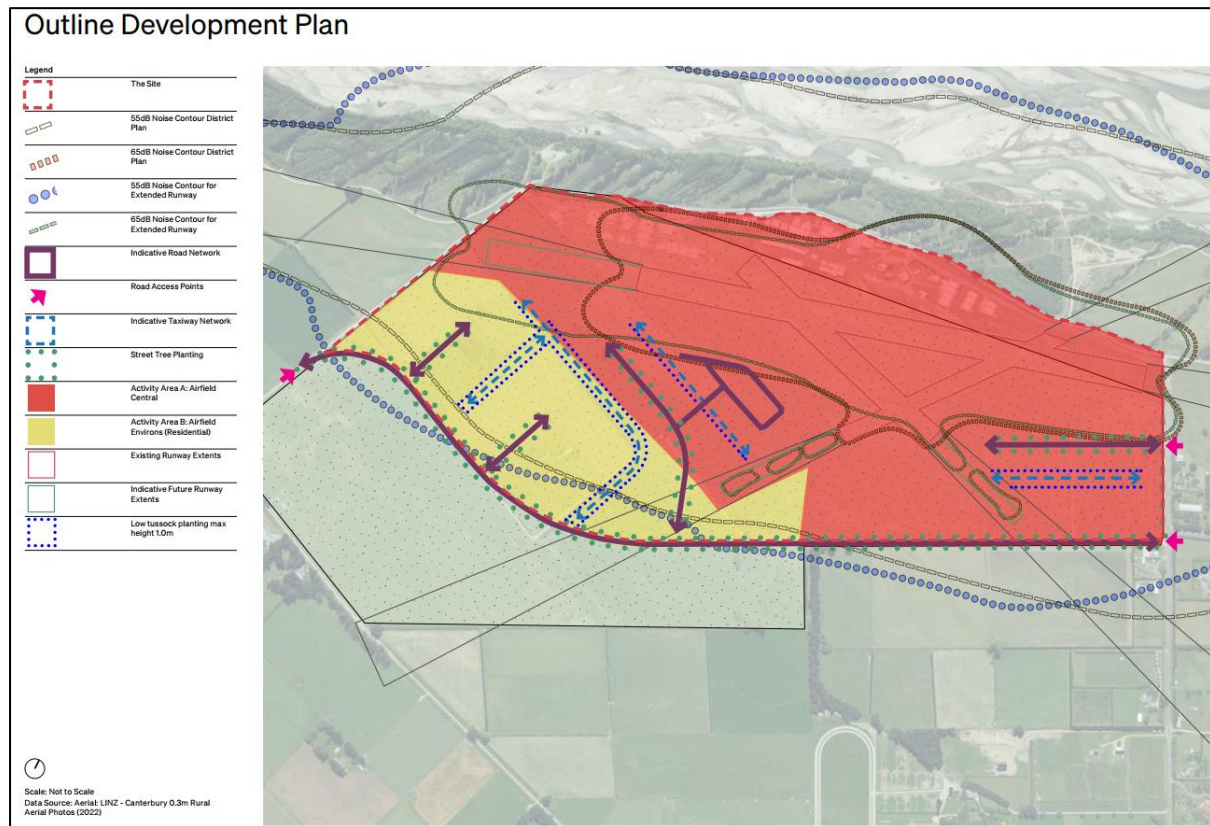 Outline Development Plan
Legend
The Site
55dB Noise Contour District
Plan
65dB Noise Contour District
Plan
55dB Noise Contour for
Extended Runway
65dB Noise Contour for
Extended Runway
Indicative Road Network
Road Access Points
Indicative Taxiway Network
Street Tree Planting
Activity Area A: Airfield
Central
Activity Area B: Airfield
Environs (Residential)
Existing Runway Extents
Indicative Future Runway
Extents
Low tussock planting max
height 1.0m
Scale: Not to Scale
Data Source: Aerial: LINZ - Canterbury 0.3m Rural
Aerial Photos (2022)